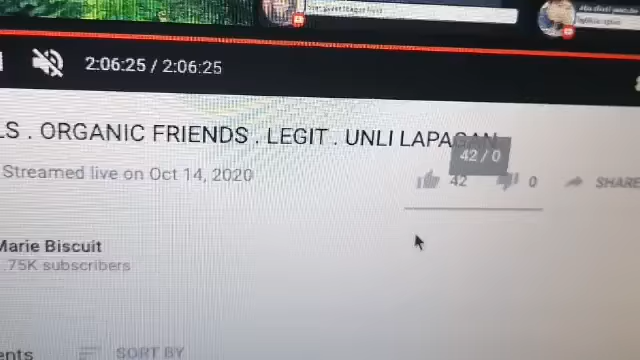 2:06:25 / 2:06:25
LS . ORGANIC FRIENDS . LEGIT . UNLI LAPAGAN
42 / 0
Streamed live on Oct 14, 2020
42
0
SHARE
Marie Biscuit
.75K subscribers
ents
SORT BY